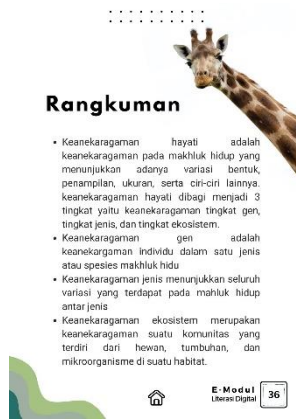 Rangkuman
• Keanekaragaman hayati adalah
keanekaragaman pada makhluk hidup yang
menunjukkan adanya variasi bentuk,
penampilan, ukuran, serta ciri-ciri lainnya.
keanekaragaman hayati dibagi menjadi 3
tingkat yaitu keanekaragaman tingkat gen,
tingkat jenis, dan tingkat ekosistem.
• Keanekaragaman gen adalah
keanekargaman individu dalam satu jenis
atau spesies makhluk hidu
• Keanekaragaman jenis menunjukkan seluruh
variasi yang terdapat pada mahluk hidup
antar jenis
• Keanekaragaman ekosistem merupakan
keanekaragaman suatu komunitas yang
terdiri dari hewan, tumbuhan, dan
mikroorganisme di suatu habitat.
E-Modul
Literasi Digital
36